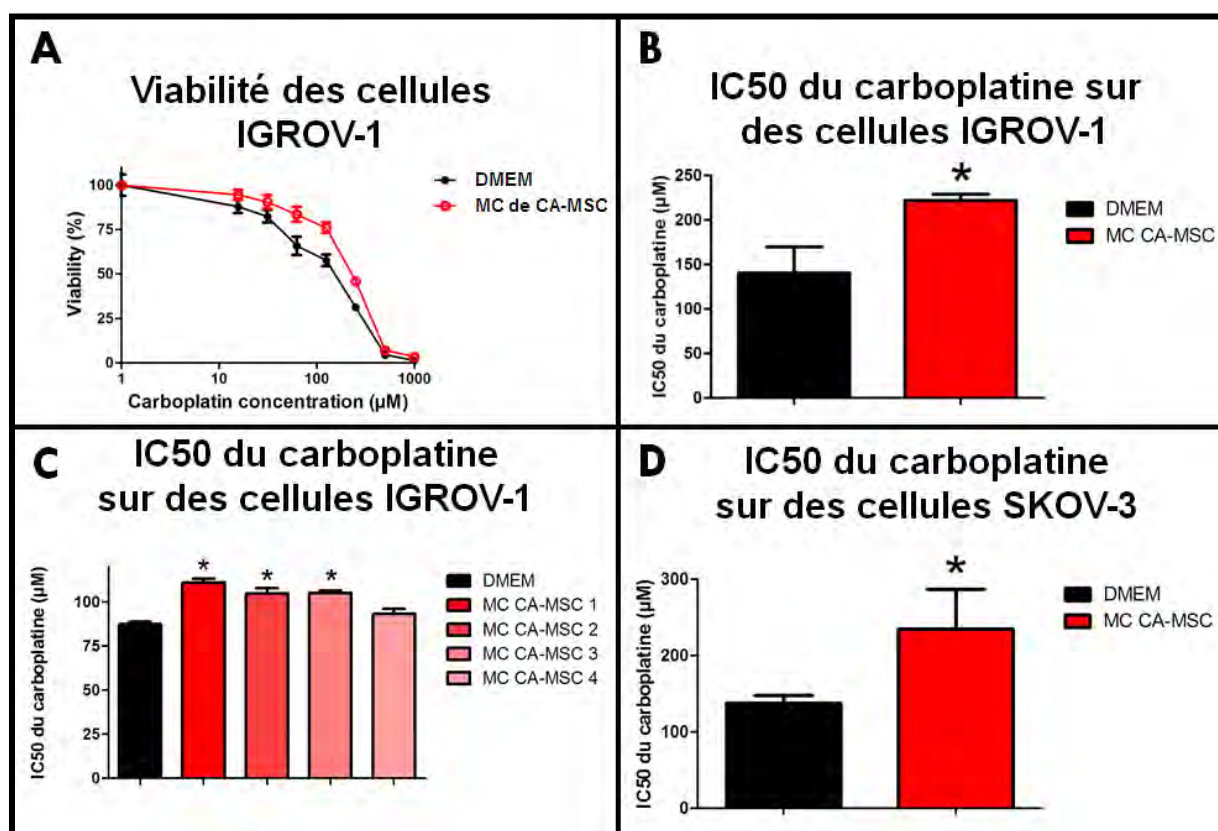 A
Viabilité des cellules
IGROV-1
DMEM
MC de CA-MSC
Viability (%)
100
75
50
25
0
1
10
100
1000
Carboplatin concentration (µM)
B
IC50 du carboplatine sur
des cellules IGROV-1
*
DMEM
MC CA-MSC
IC50 du carboplatine (µM)
250
200
150
100
50
0
C
IC50 du carboplatine
sur des cellules IGROV-1
* * *
DMEM
MC CA-MSC 1
MC CA-MSC 2
MC CA-MSC 3
MC CA-MSC 4
IC50 du carboplatine (µM)
100
75
50
25
0
D
IC50 du carboplatine
sur des cellules SKOV-3
*
DMEM
MC CA-MSC
IC50 du carboplatine (µM)
300
200
100
0